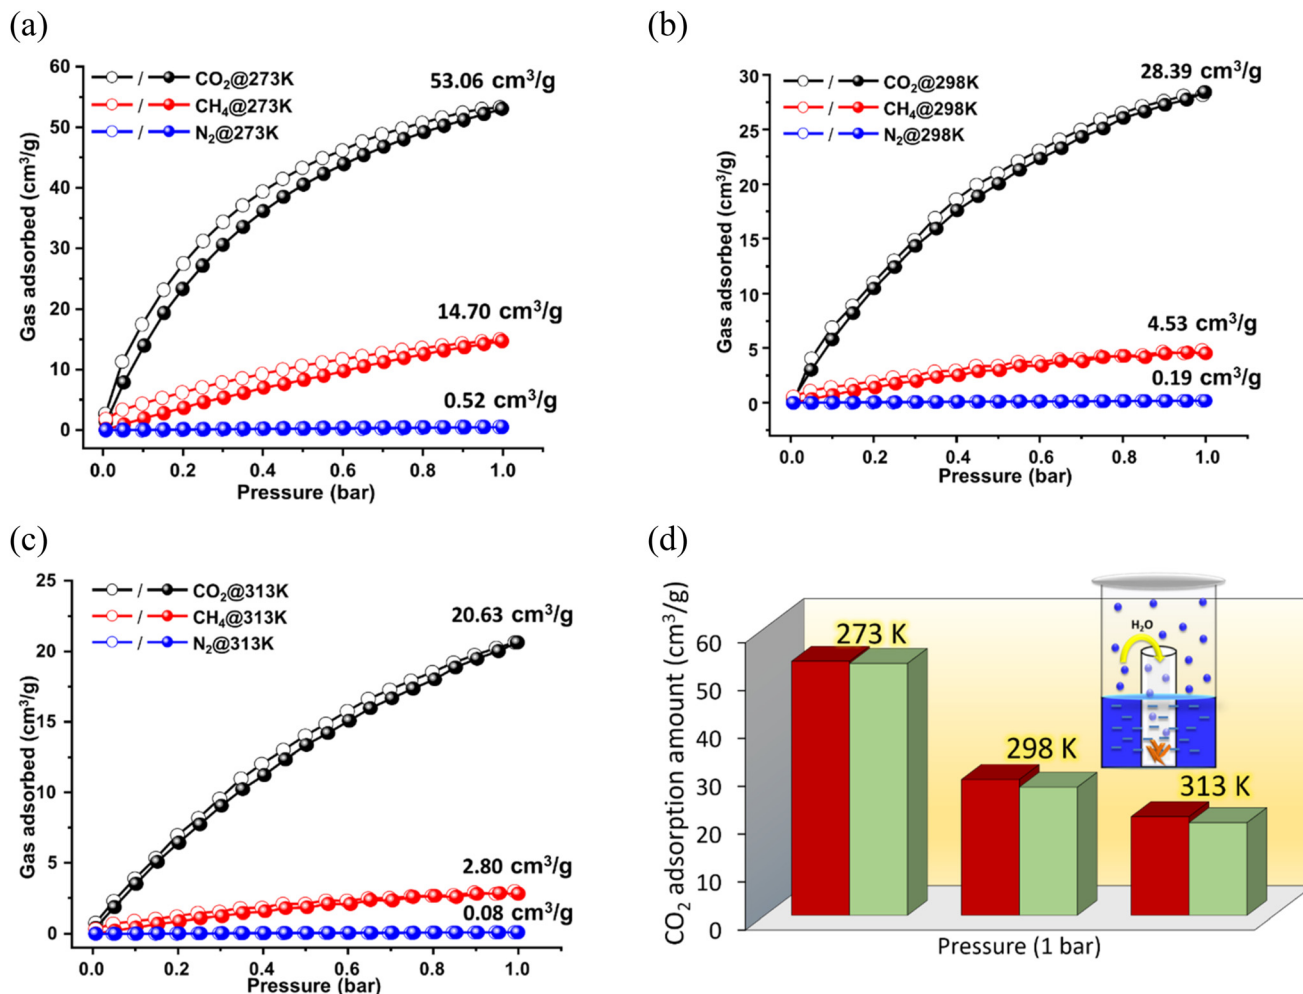 (a)
60
50
40
30
20
10
0
Gas adsorbed (cm³/g)
/ CO₂@273K
/ CH₄@273K
/ N₂@273K
53.06 cm³/g
14.70 cm³/g
0.52 cm³/g
0.0 0.2 0.4 0.6 0.8 1.0
Pressure (bar)
(b)
30
25
20
15
10
5
0
Gas adsorbed (cm³/g)
/ CO₂@298K
/ CH₄@298K
/ N₂@298K
28.39 cm³/g
4.53 cm³/g
0.19 cm³/g
0.0 0.2 0.4 0.6 0.8 1.0
Pressure (bar)
(c)
25
20
15
10
5
0
Gas adsorbed (cm³/g)
/ CO₂@313K
/ CH₄@313K
/ N₂@313K
20.63 cm³/g
2.80 cm³/g
0.08 cm³/g
0.0 0.2 0.4 0.6 0.8 1.0
Pressure (bar)
(d)
CO₂ adsorption amount (cm³/g)
60
50
40
30
20
10
0
273 K
298 K
313 K
H₂O
Pressure (1 bar)